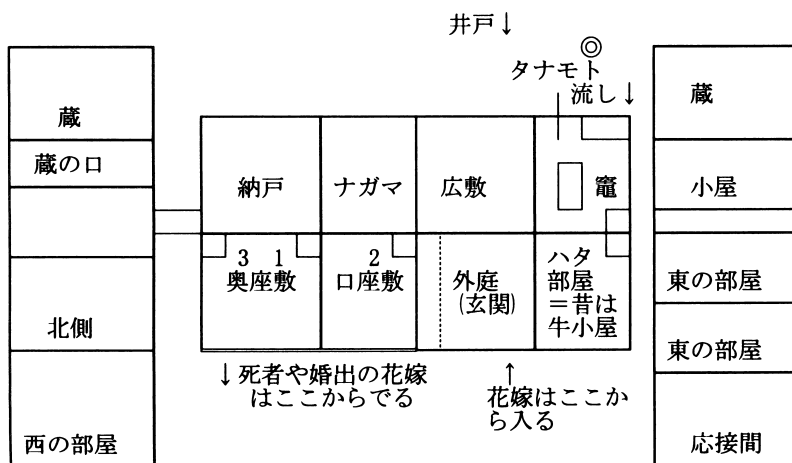 井戸↓
◎
タナモト
流し↓
蔵
蔵の口
北側
西の部屋
納戸
ナガマ
広敷
竈
3 1
奥座敷
2
口座敷
外庭
(玄関)
ハタ
部屋
=昔は
牛小屋
↓死者や婚出の花嫁
はここからでる
↑
花嫁はここか
ら入る
蔵
小屋
東の部屋
東の部屋
応接間